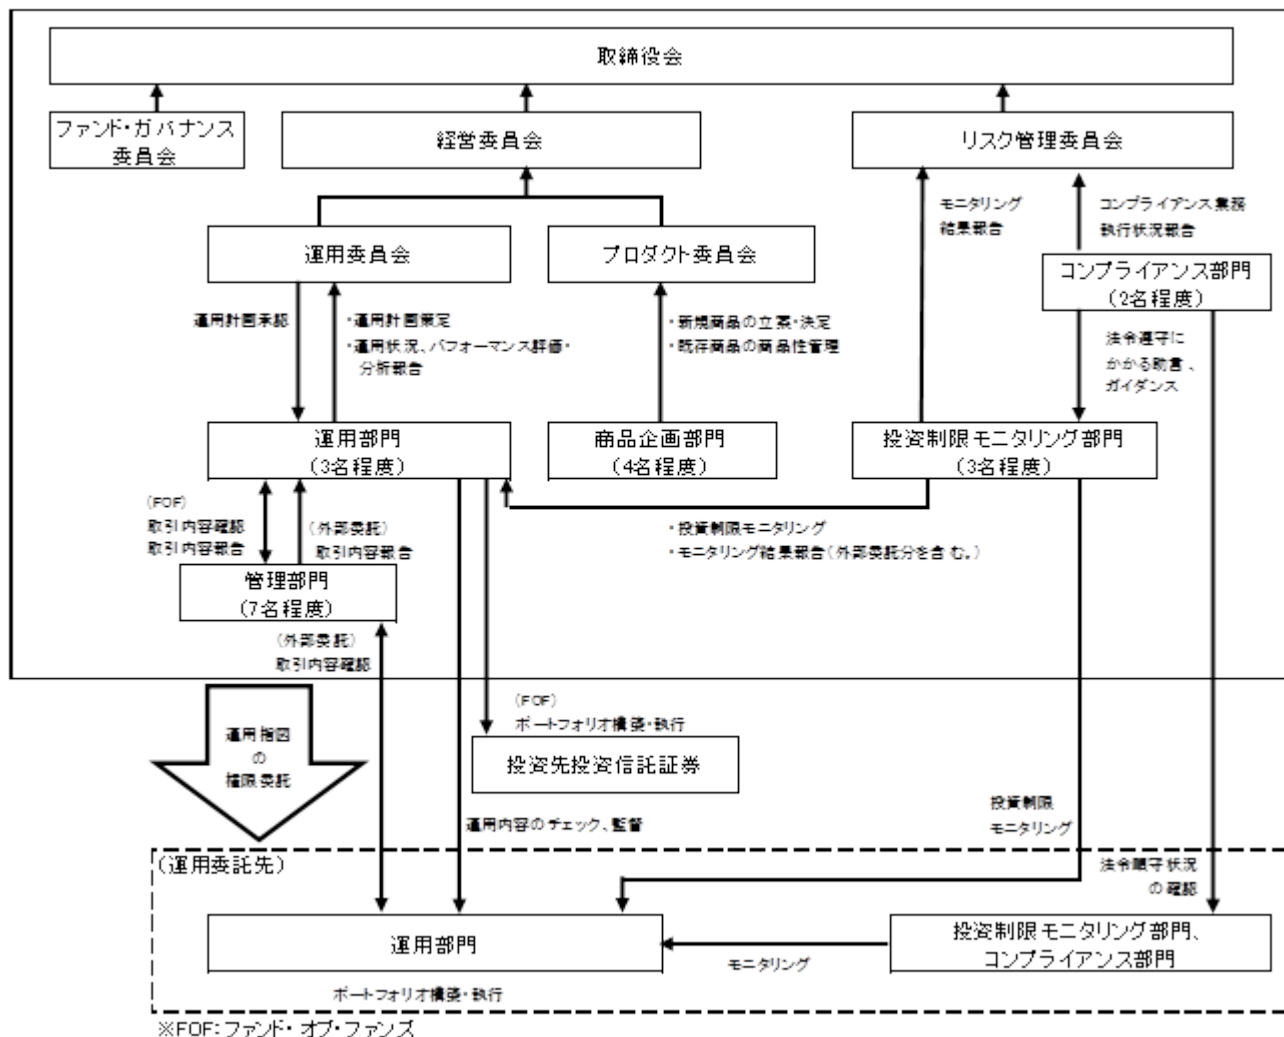 取締役会
ファンド・ガバナンス
委員会
経営委員会
リスク管理委員会
モニタリング
結果報告
コンプライアンス業務
執行状況報告
運用委員会
プロダクト委員会
コンプライアンス部門
(2名程度)
運用計画承認
・運用計画策定
・運用状況、パフォーマンス評価・
分析報告
・新規商品の立案・決定
・既存商品の商品性管理
法令遵守に
かかる助言、
ガイダンス
運用部門
(3名程度)
商品企画部門
(4名程度)
投資制限モニタリング部門
(3名程度)
(FOF)
取引内容確認
取引内容報告
(外部委託)
取引内容報告
・投資制限モニタリング
・モニタリング結果報告(外部委託分を含む。)
管理部門
(7名程度)
(外部委託)
取引内容確認
運用指図
の
権限委託
(FOF)
ポートフォリオ構築・執行
投資先投資信託証券
運用内容のチェック、監督
投資制限
モニタリング
(運用委託先)
法令順守状況
の確認
運用部門
モニタリング
投資制限モニタリング部門、
コンプライアンス部門
ポートフォリオ構築・執行
※FOF:ファンド・オブ・ファンズ